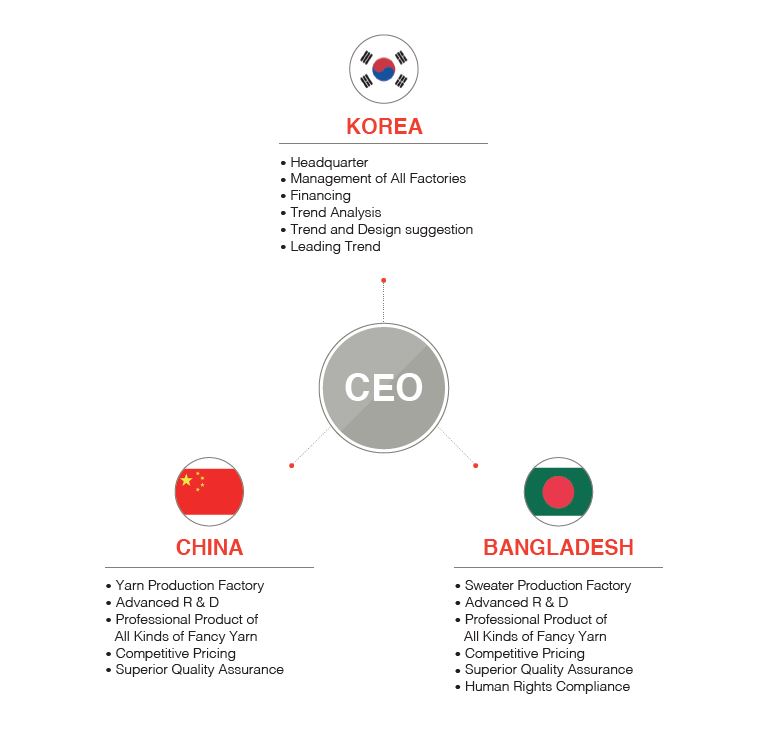 KOREA
• Headquarter
• Management of All Factories
• Financing
• Trend Analysis
• Trend and Design suggestion
• Leading Trend
CEO
CHINA
• Yarn Production Factory
• Advanced R & D
• Professional Product of
All Kinds of Fancy Yarn
• Competitive Pricing
• Superior Quality Assurance
BANGLADESH
• Sweater Production Factory
• Advanced R & D
• Professional Product of
All Kinds of Fancy Yarn
• Competitive Pricing
• Superior Quality Assurance
• Human Rights Compliance